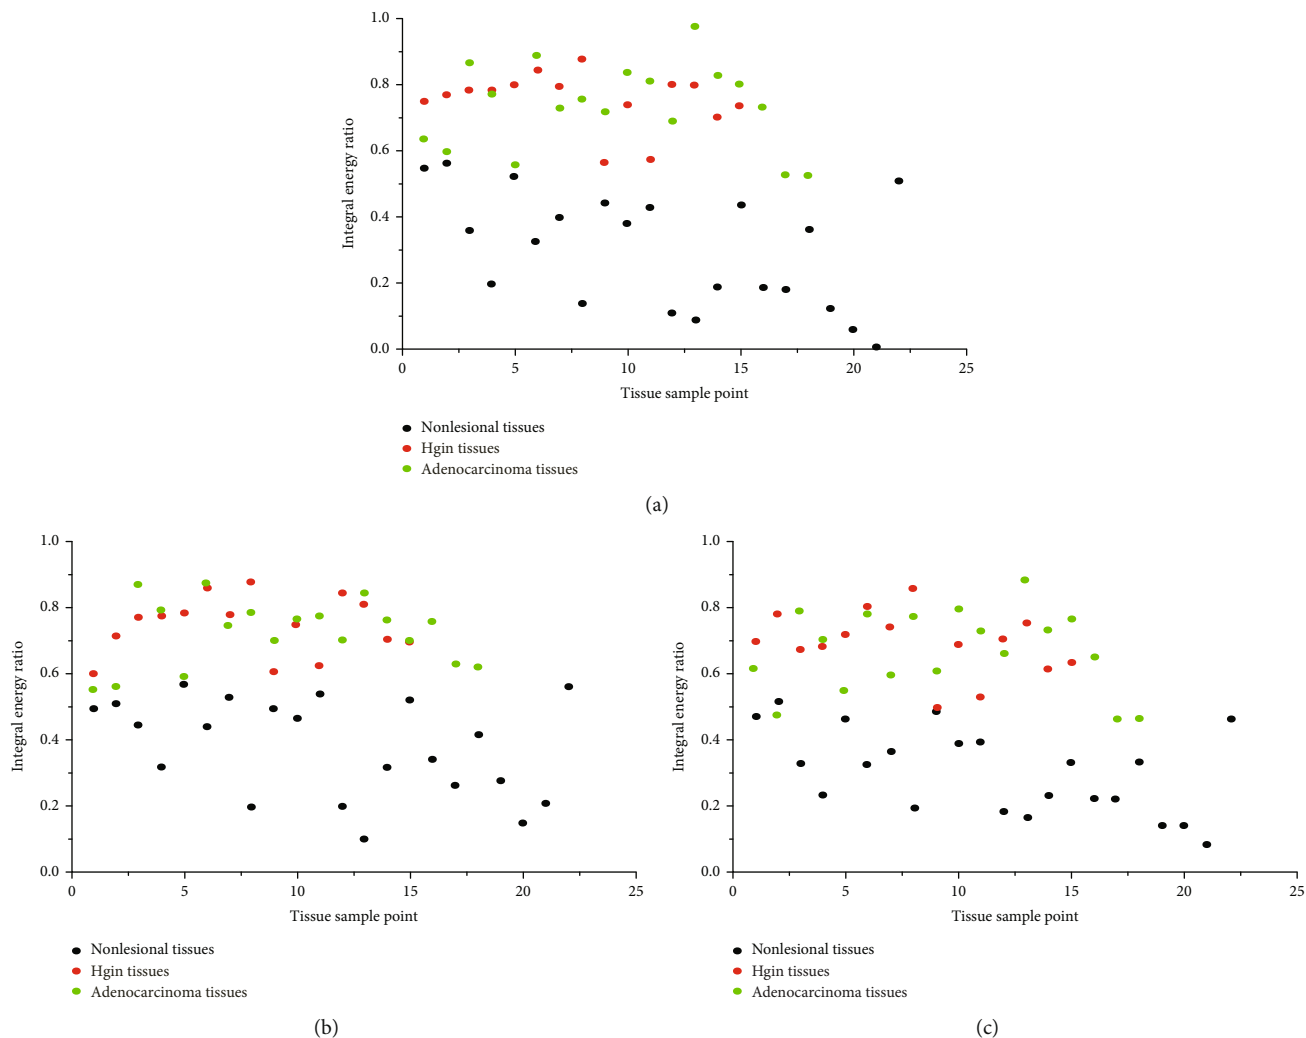 1.0
0.8
0.6
0.4
0.2
0.0
Integral energy ratio
0 5 10 15 20 25
Tissue sample point
Nonlesional tissues
Hgin tissues
Adenocarcinoma tissues
(a)
1.0
0.8
0.6
0.4
0.2
0.0
Integral energy ratio
0 5 10 15 20 25
Tissue sample point
Nonlesional tissues
Hgin tissues
Adenocarcinoma tissues
(b)
1.0
0.8
0.6
0.4
0.2
0.0
Integral energy ratio
0 5 10 15 20 25
Tissue sample point
Nonlesional tissues
Hgin tissues
Adenocarcinoma tissues
(c)